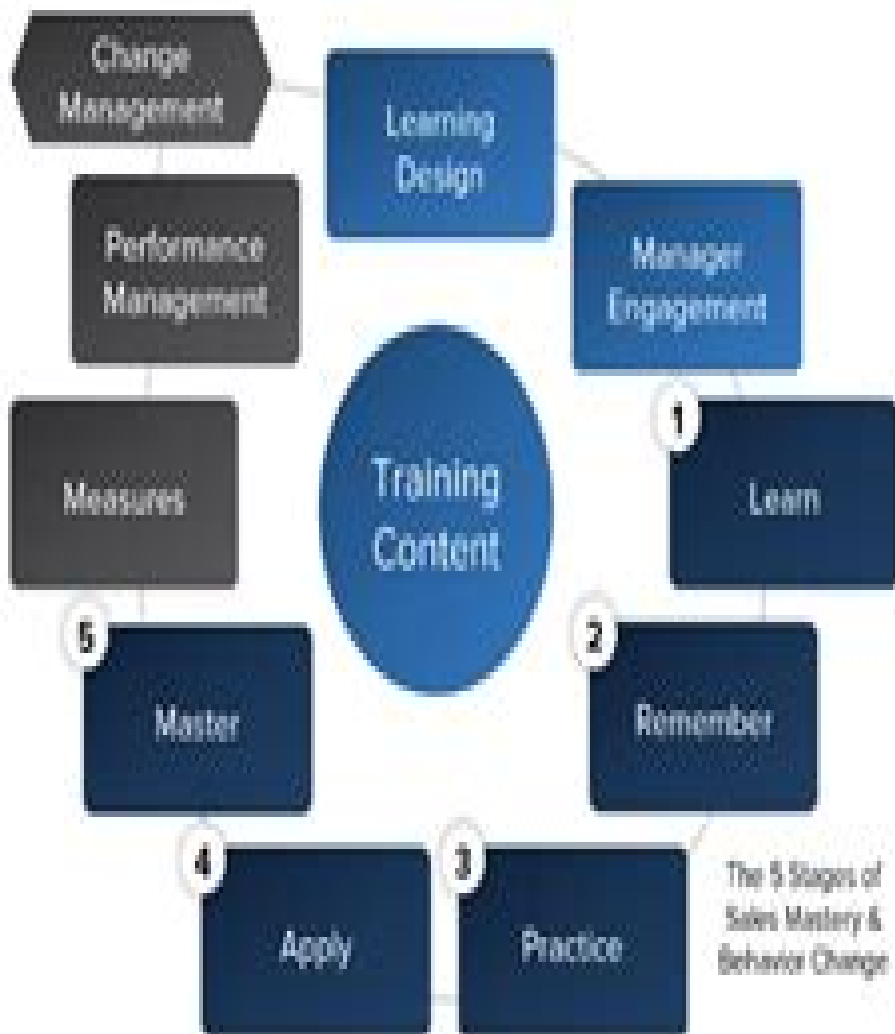 Change
Management
Learning
Design
Performance
Management
Manager
Engagement
Training
Content
Measures
1
Learn
5
Master
2
Remember
4
Apply
3
Practice
The 5 Stages of
Sales Mastery &
Behavior Change